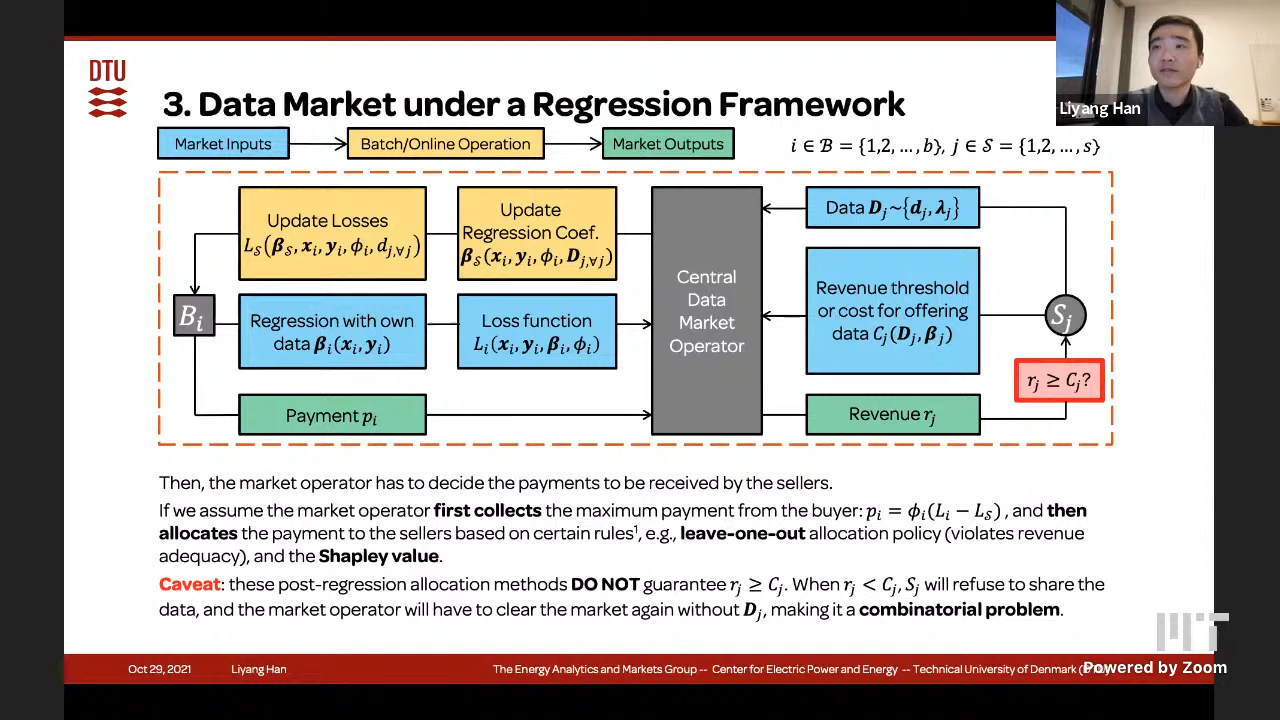 DTU
3. Data Market under a Regression Framework
Liyang Han
Market Inputs
Batch/Online Operation
Market Outputs
i ∈ ℬ = {1,2, …, b}, j ∈ 𝒮 = {1,2, …, s}
Update Losses
L_𝒮(β_𝒮, x_i, y_i, ϕ_i, d_{j,∀j})
Update
Regression Coef.
β_𝒮(x_i, y_i, ϕ_i, D_{j,∀j})
Central
Data
Market
Operator
Data D_j~{d_j, λ_j}
B_i
Regression with own
data β_i(x_i, y_i)
Loss function
L_i(x_i, y_i, β_i, ϕ_i)
Revenue threshold
or cost for offering
data C_j(D_j, β_j)
S_j
r_j ≥ C_j?
Payment p_i
Revenue r_j
Then, the market operator has to decide the payments to be received by the sellers.
If we assume the market operator first collects the maximum payment from the buyer: p_i = ϕ_i(L_i − L_𝒮) , and then
allocates the payment to the sellers based on certain rules¹, e.g., leave-one-out allocation policy (violates revenue
adequacy), and the Shapley value.
Caveat: these post-regression allocation methods DO NOT guarantee r_j ≥ C_j. When r_j < C_j, S_j will refuse to share the
data, and the market operator will have to clear the market again without D_j, making it a combinatorial problem.
MIT
Oct 29, 2021
Liyang Han
The Energy Analytics and Markets Group -- Center for Electric Power and Energy -- Technical University of Denmark
Powered by Zoom